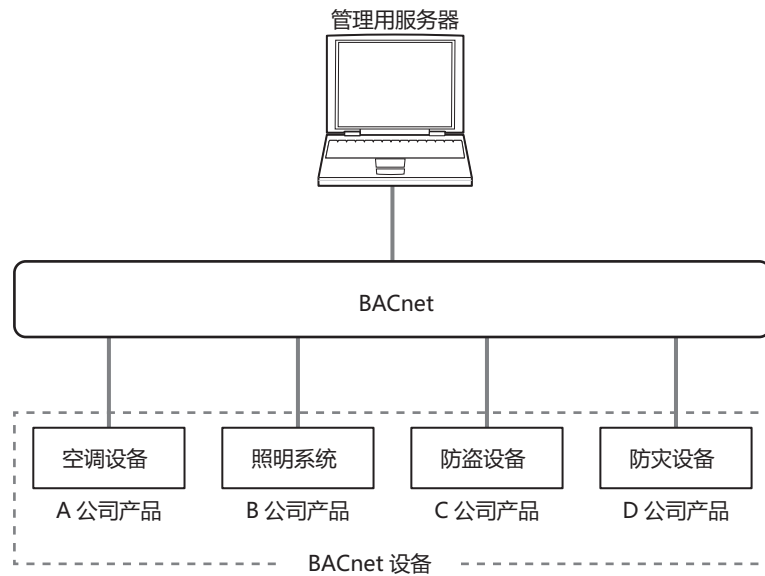 管理用服务器
BACnet
空调设备
照明系统
防盗设备
防灾设备
A 公司产品
B 公司产品
C 公司产品
D 公司产品
BACnet 设备